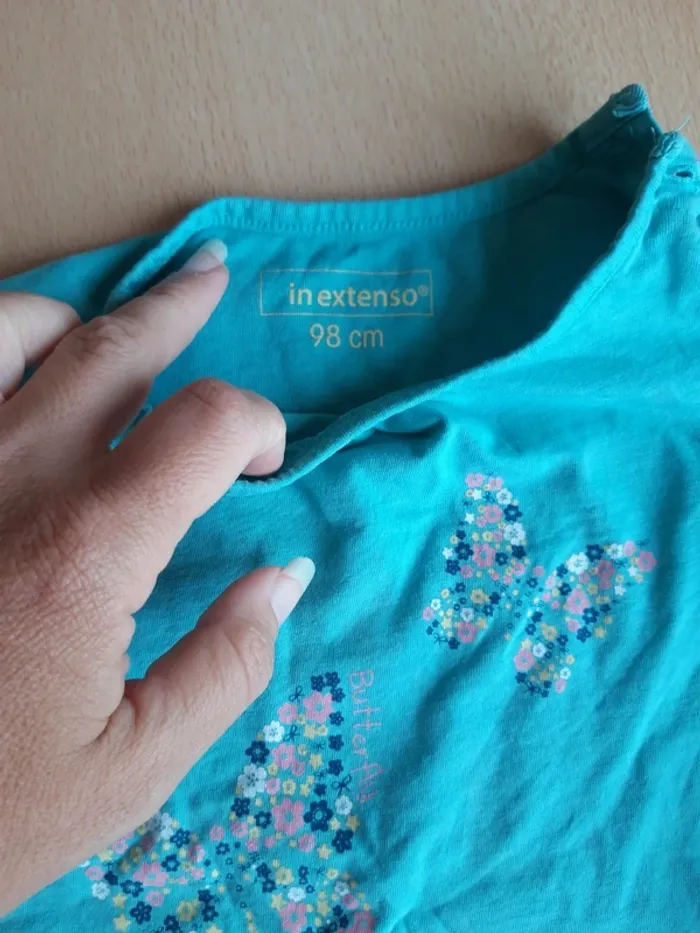 in extenso®
98 cm
Butterfly